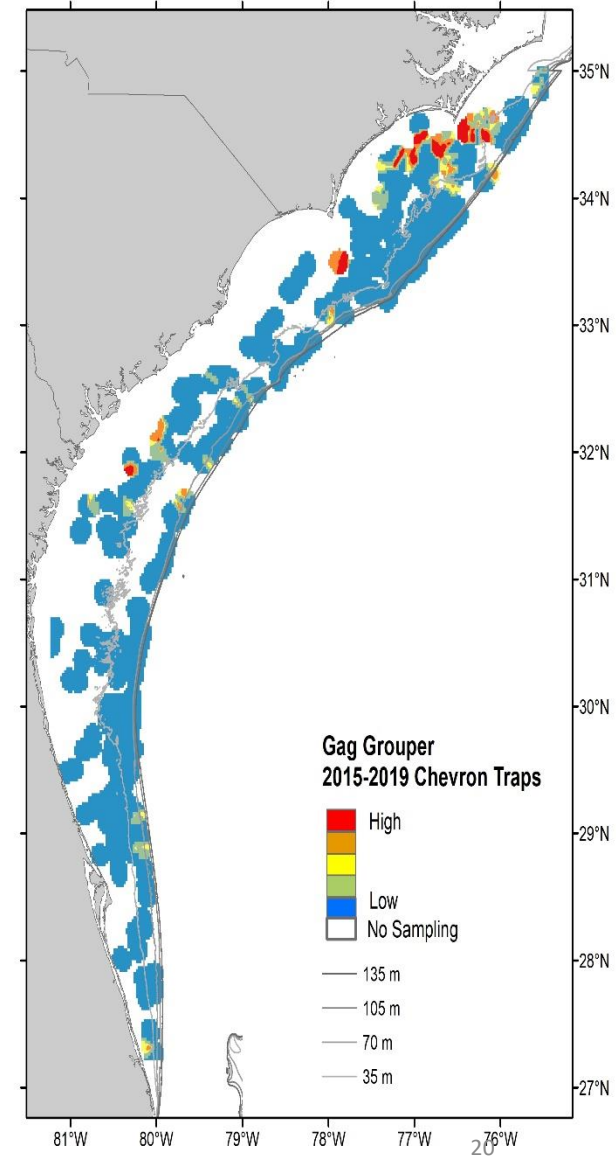 35°N
34°N
33°N
32°N
31°N
30°N
Gag Grouper
2015-2019 Chevron Traps
High
29°N
Low
No Sampling
28°N
135 m
105 m
70 m
35 m
27°N
81°W 80°W 79°W 78°W 77°W 76°W
20